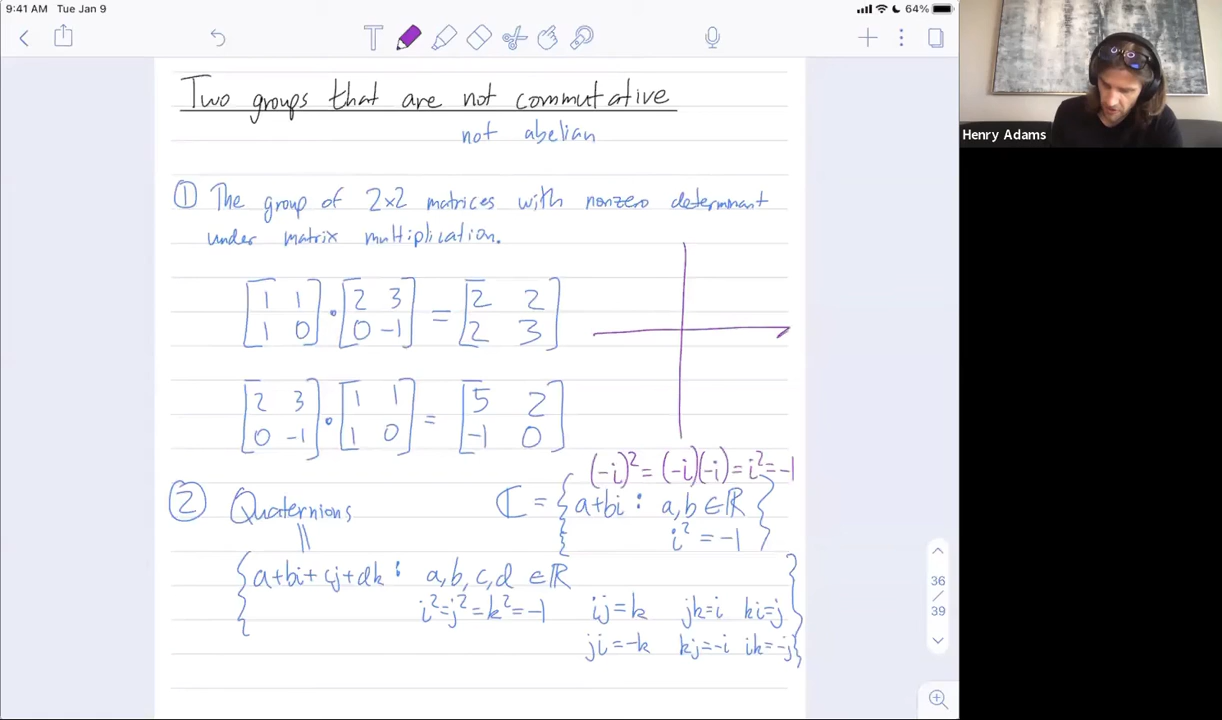 9:41 AM Tue Jan 9
64%
Henry Adams
Two groups that are not commutative
not abelian
① The group of 2×2 matrices with nonzero determinant
under matrix multiplication.
[1 1; 1 0] · [2 3; 0 -1] = [2 2; 2 3]
[2 3; 0 -1] · [1 1; 1 0] = [5 2; -1 0]
(-i)² = (-i)(-i) = i² = -1
② Quaternions
ℂ = {a+bi : a,b ∈ ℝ
i² = -1}
=
{a+bi+cj+dk : a,b,c,d ∈ ℝ
i²=j²=k²=-1 ij=k jk=i ki=j
ji=-k kj=-i ik=-j}
36
/
39
T